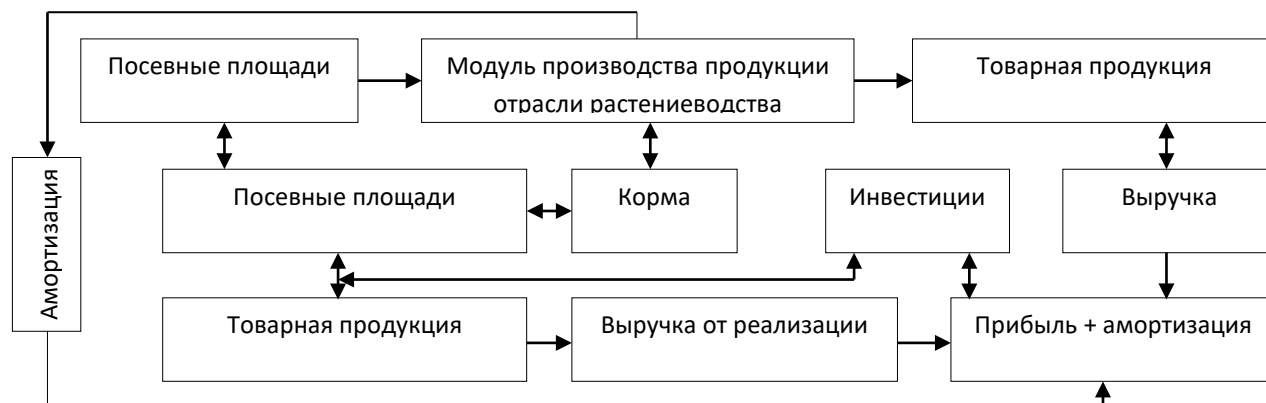 Посевные площади
Модуль производства продукции
отрасли растениеводства
Товарная продукция
Амортизация
Посевные площади
Корма
Инвестиции
Выручка
Товарная продукция
Выручка от реализации
Прибыль + амортизация